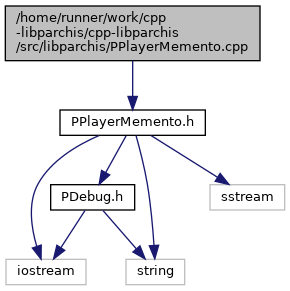 /home/runner/work/cpp
-libparchis/cpp-libparchis
/src/libparchis/PPlayerMemento.cpp
PPlayerMemento.h
PDebug.h
sstream
iostream
string